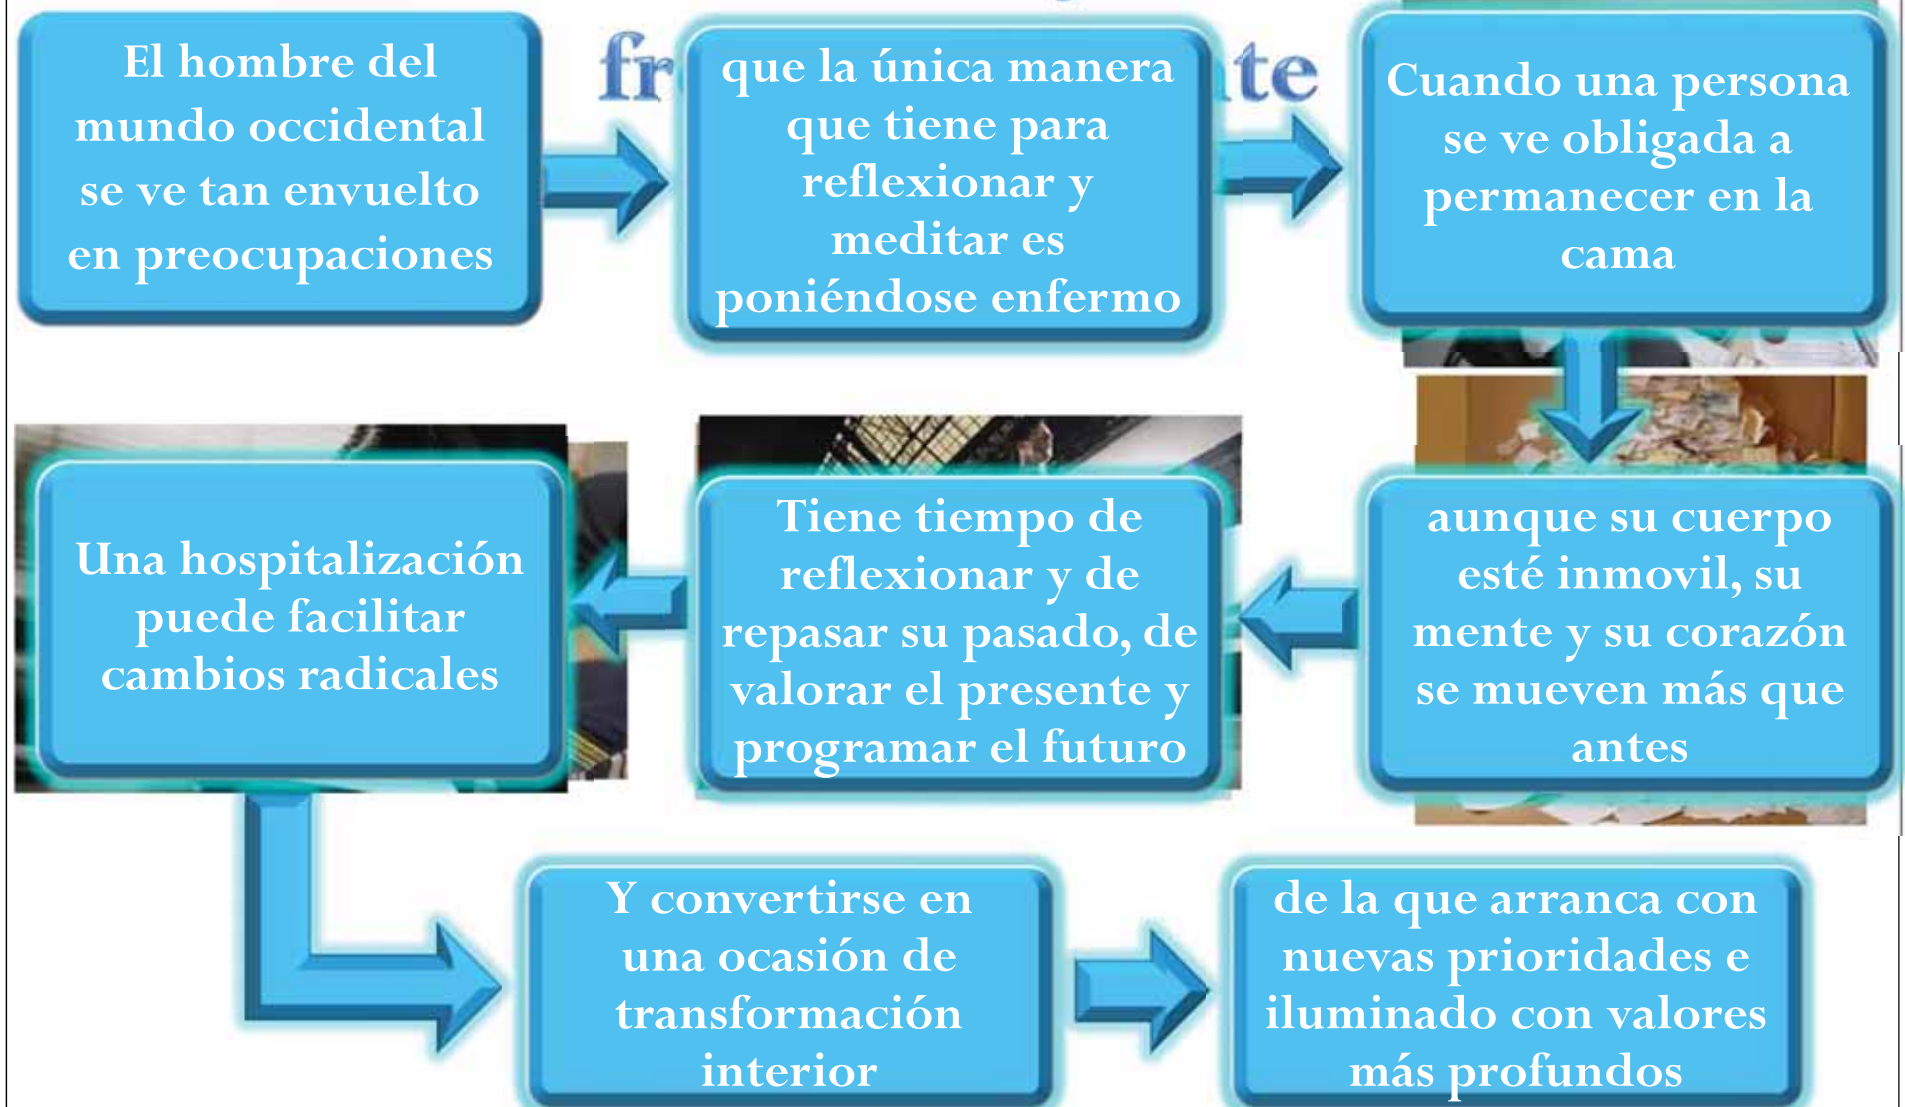 El hombre del
mundo occidental
se ve tan envuelto
en preocupaciones
que la única manera
que tiene para
reflexionar y
meditar es
poniéndose enfermo
Cuando una persona
se ve obligada a
permanecer en la
cama
aunque su cuerpo
esté inmovil, su
mente y su corazón
se mueven más que
antes
Tiene tiempo de
reflexionar y de
repasar su pasado, de
valorar el presente y
programar el futuro
Una hospitalización
puede facilitar
cambios radicales
Y convertirse en
una ocasión de
transformación
interior
de la que arranca con
nuevas prioridades e
iluminado con valores
más profundos